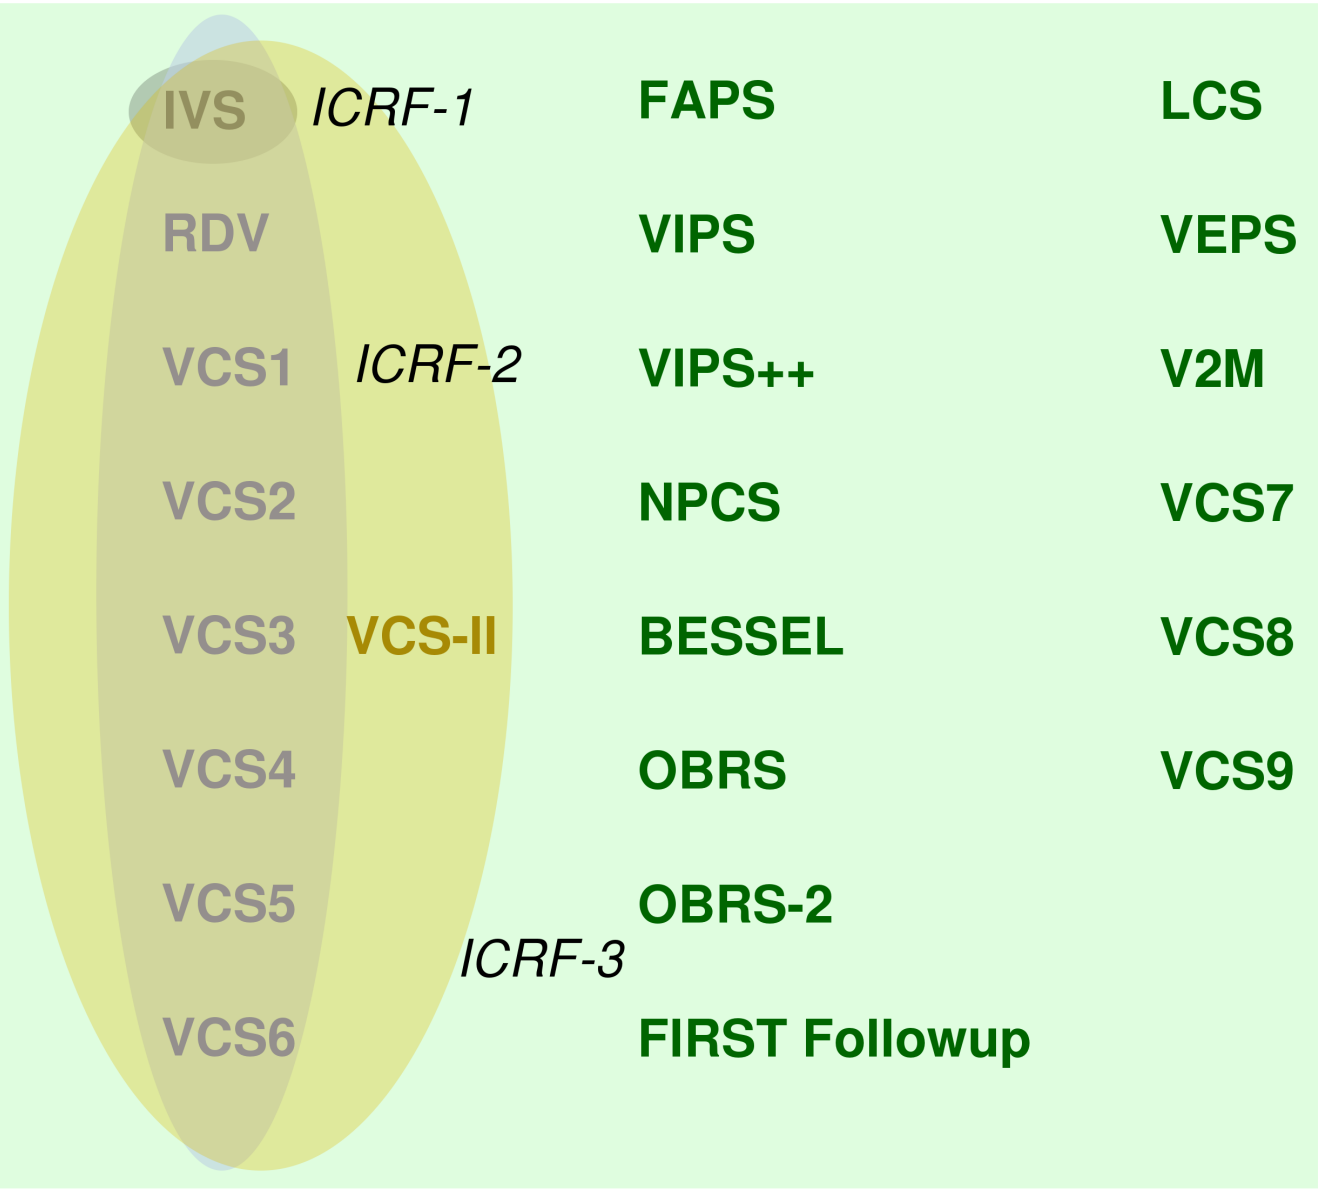 IVS ICRF-1 FAPS LCS
RDV VIPS VEPS
VCS1 ICRF-2 VIPS++ V2M
VCS2 NPCS VCS7
VCS3 VCS-II BESSEL VCS8
VCS4 OBRS VCS9
VCS5 OBRS-2
ICRF-3
VCS6 FIRST Followup